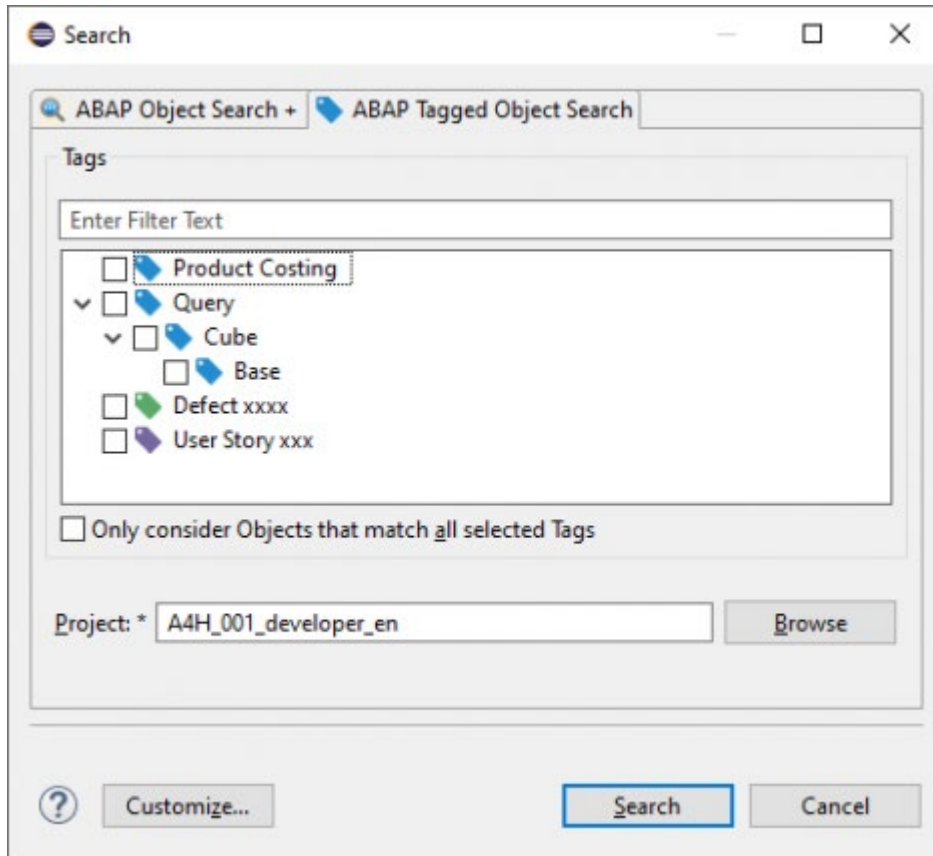 Search
ABAP Object Search + ABAP Tagged Object Search
Tags
Enter Filter Text
Product Costing
Query
Cube
Base
Defect xxxx
User Story xxx
Only consider Objects that match all selected Tags
Project: * A4H_001_developer_en Browse
? Customize... Search Cancel